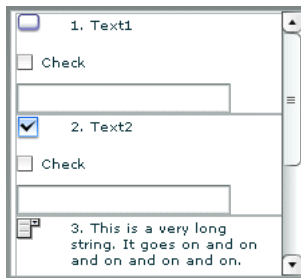 1. Text1
Check
2. Text2
Check
3. This is a very long
string. It goes on and on
and on and on and on.